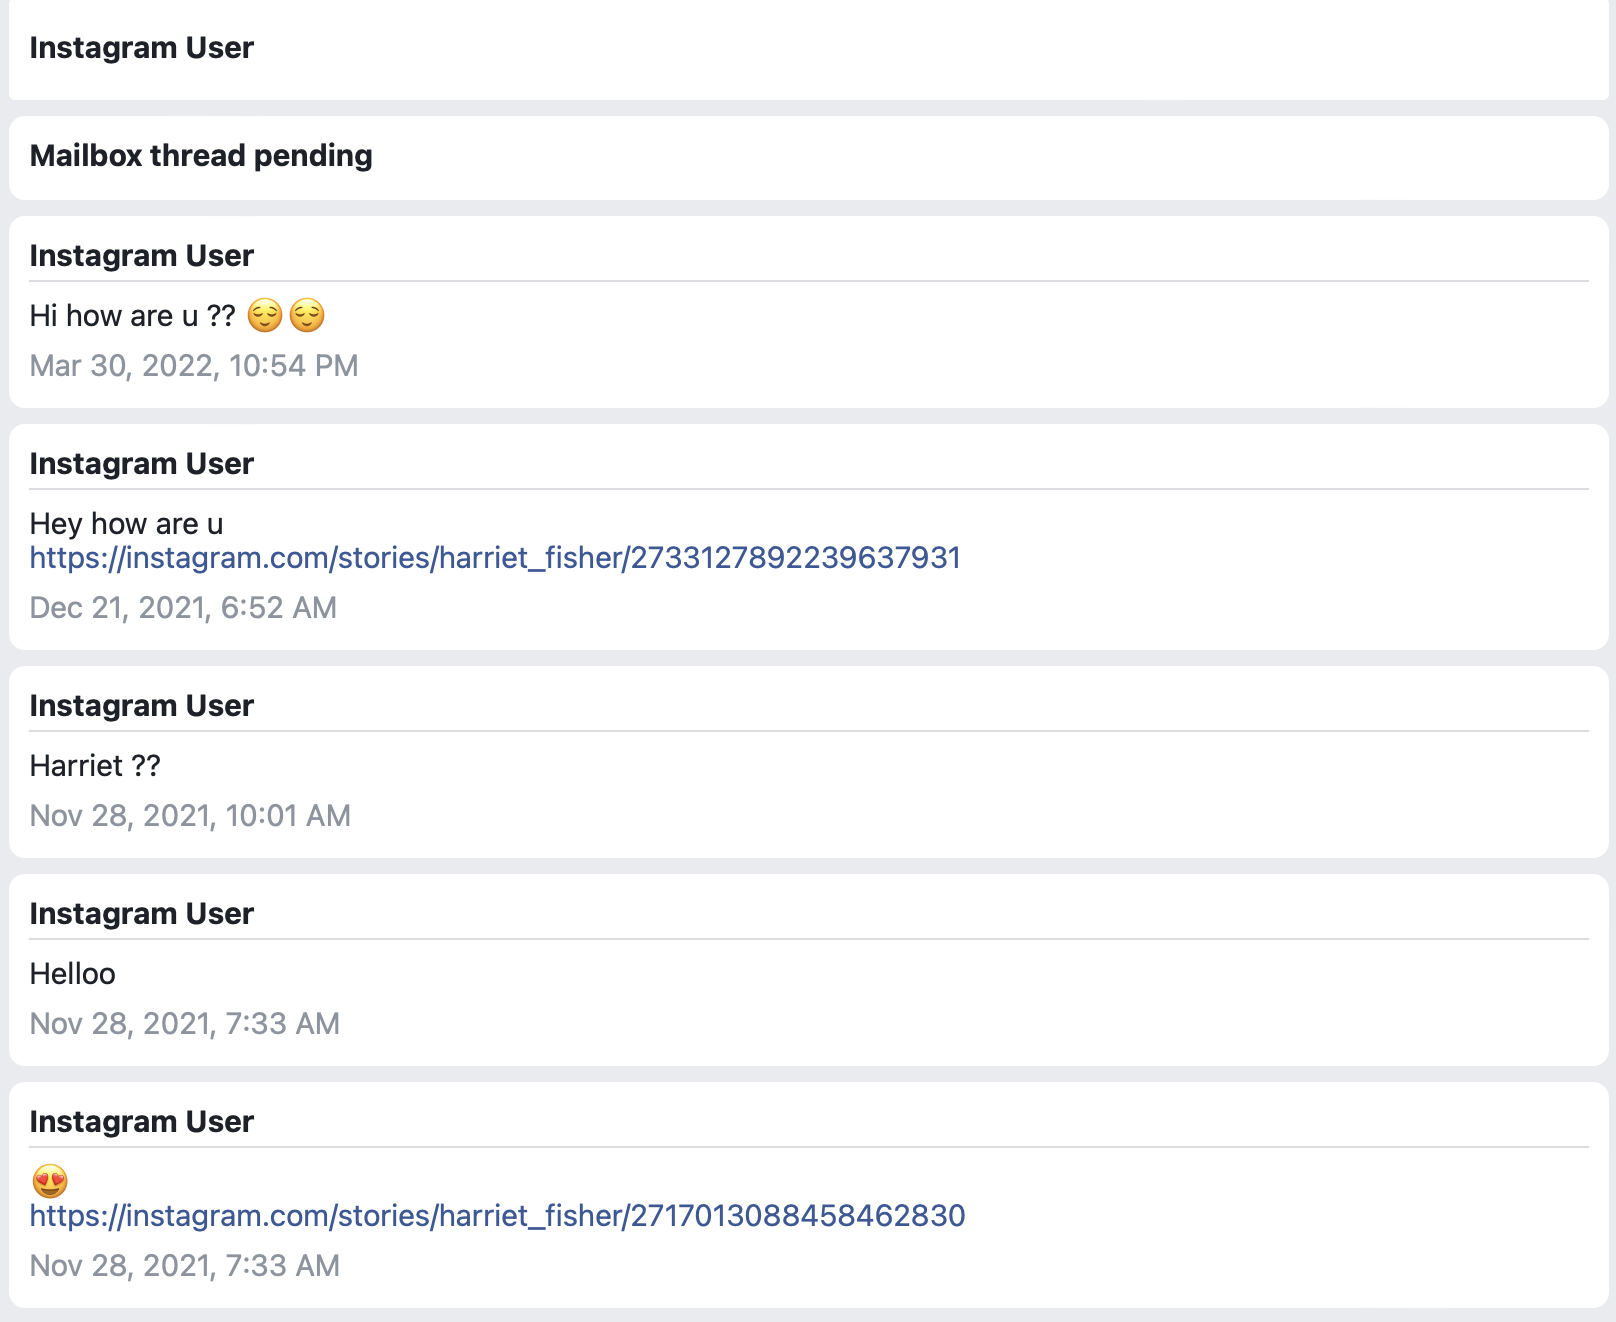 Instagram User
Mailbox thread pending
Instagram User
Hi how are u ?? 😌😌
Mar 30, 2022, 10:54 PM
Instagram User
Hey how are u
https://instagram.com/stories/harriet_fisher/2733127892239637931
Dec 21, 2021, 6:52 AM
Instagram User
Harriet ??
Nov 28, 2021, 10:01 AM
Instagram User
Helloo
Nov 28, 2021, 7:33 AM
Instagram User
😍
https://instagram.com/stories/harriet_fisher/2717013088458462830
Nov 28, 2021, 7:33 AM